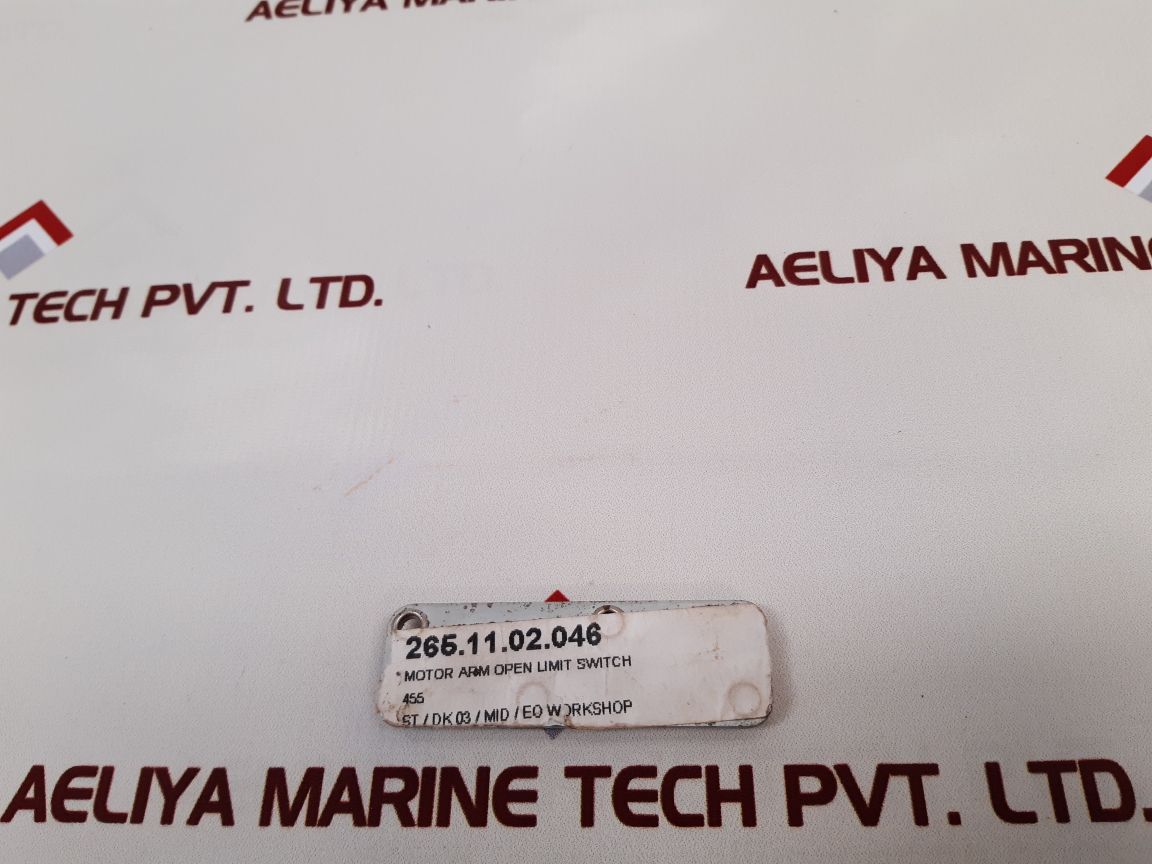 AELIYA MARINE
TECH PVT. LTD.
AELIYA MARINE
265.11.02.046
MOTOR ARM OPEN LIMIT SWITCH
455
ST / DK 03 / MID / EO WORKSHOP
AELIYA MARINE TECH PVT. LTD.